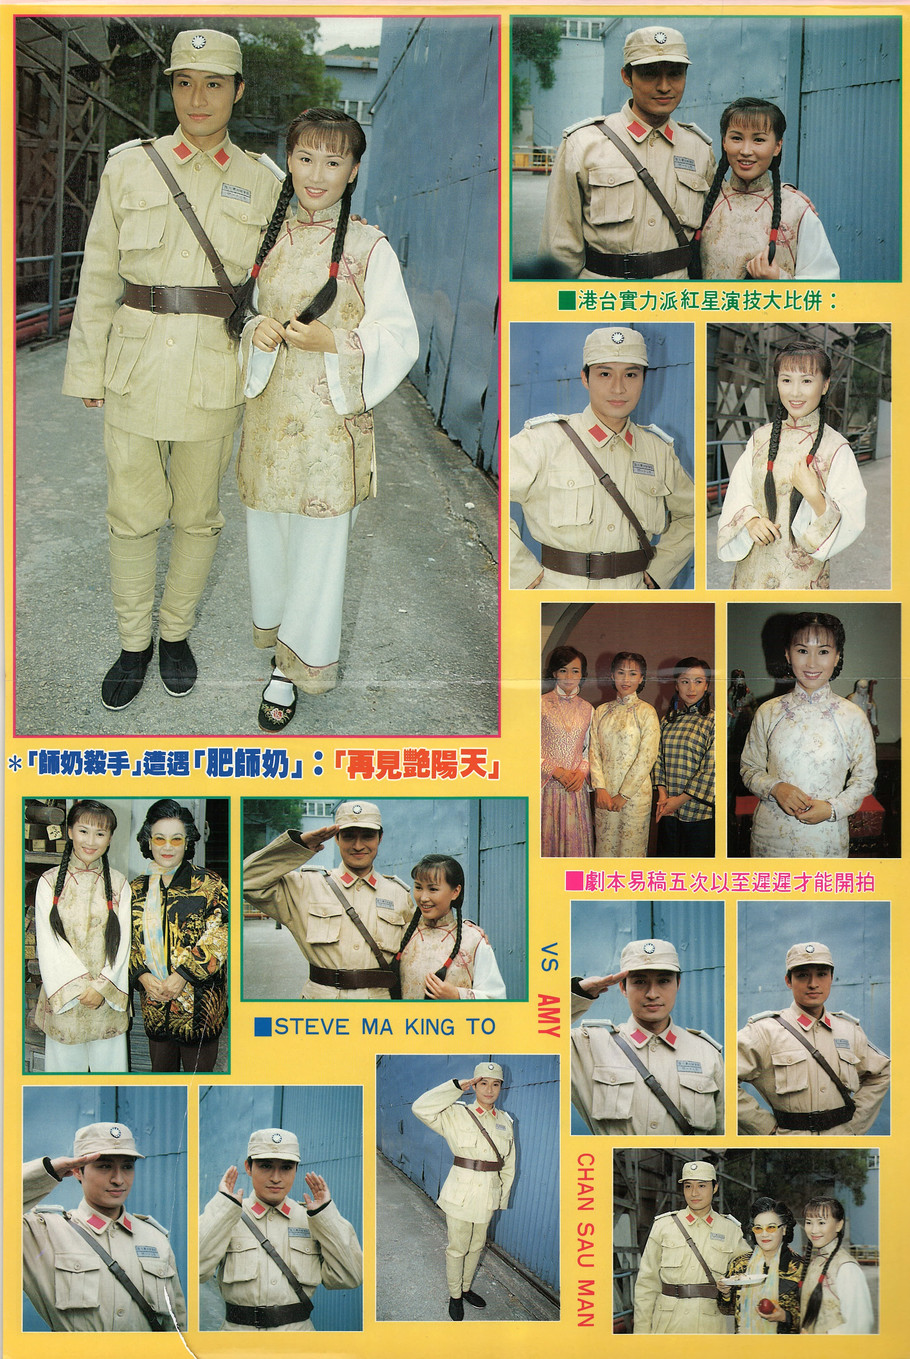 ■港台實力派紅星演技大比併：
＊「師奶殺手」遭遇「肥師奶」：「再見艷陽天」
■劇本易稿五次以至遲遲才能開拍
■STEVE MA KING TO
VS AMY
CHAN SAU MAN